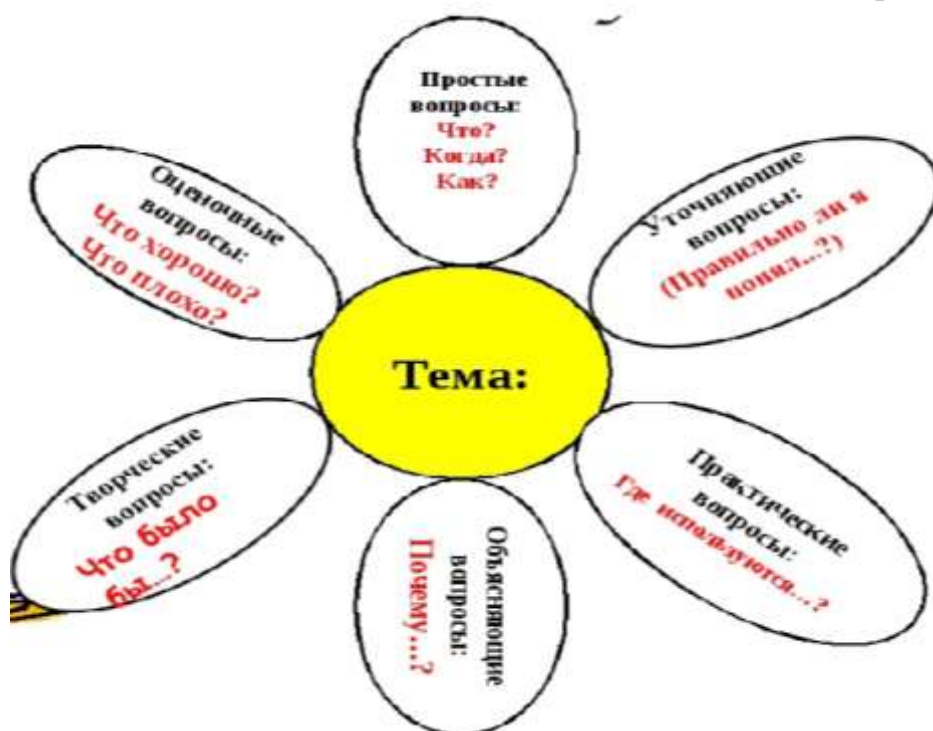 Простые
вопросы:
Что?
Когда?
Как?
Уточняющие
вопросы:
(Правильно ли я
понял...?)
Практические
вопросы:
Где используются...?
Объясняющие
вопросы:
Почему...?
Творческие
вопросы:
Что было
бы...?
Оценочные
вопросы:
Что хорошо?
Что плохо?
Тема: